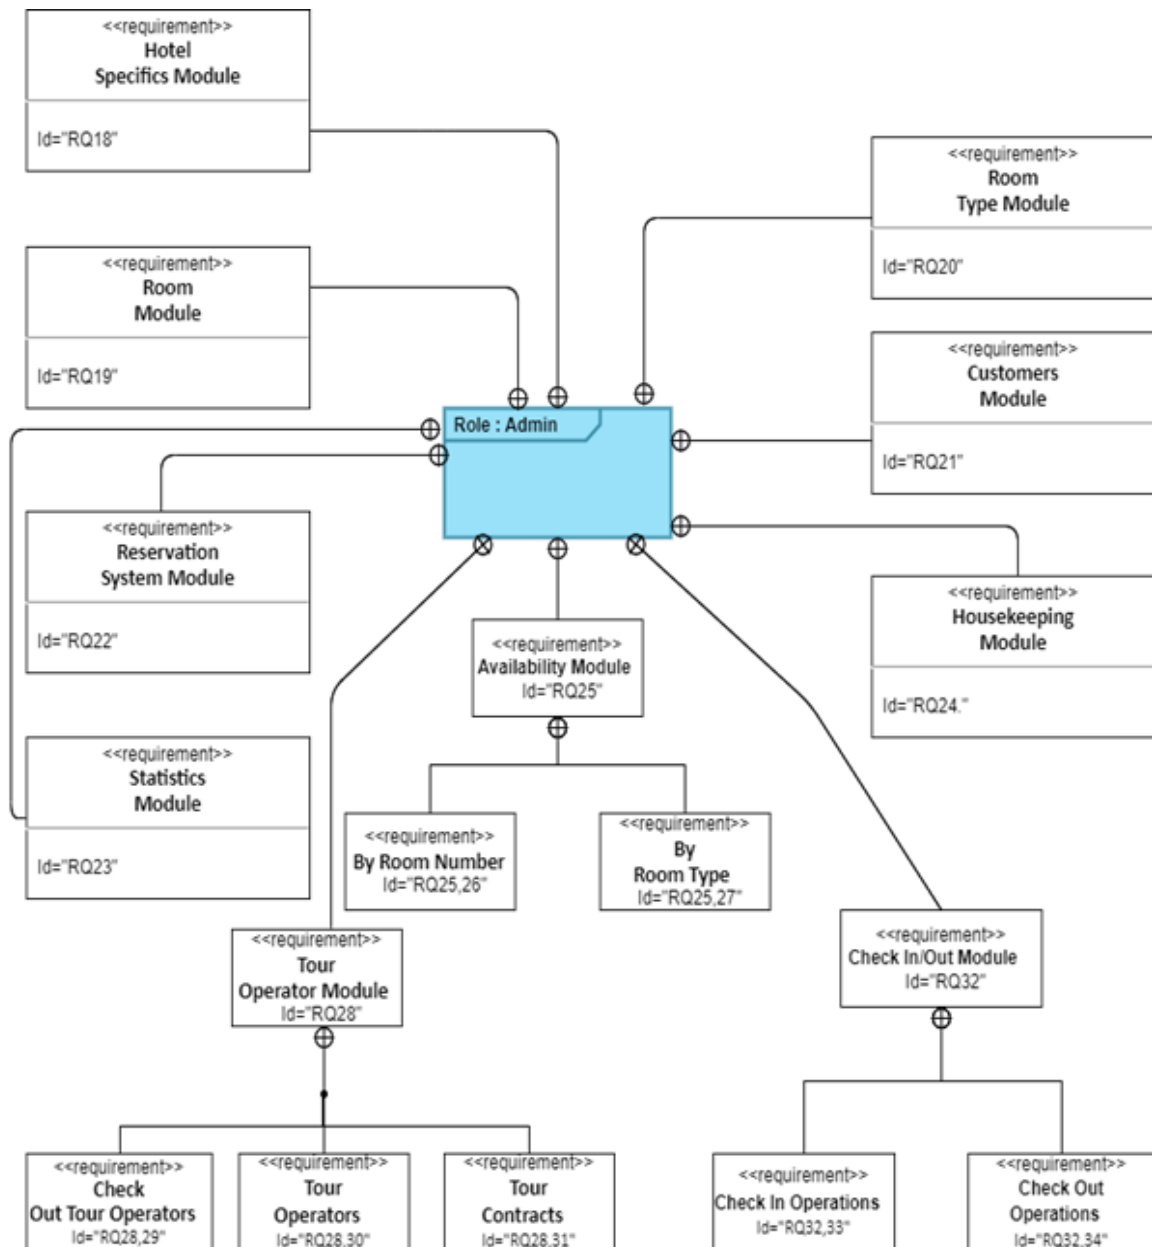 <<requirement>>
Hotel
Specifics Module
Id="RQ18"
<<requirement>>
Room
Type Module
Id="RQ20"
<<requirement>>
Room
Module
Id="RQ19"
<<requirement>>
Customers
Module
Id="RQ21"
Role : Admin
<<requirement>>
Reservation
System Module
Id="RQ22"
<<requirement>>
Housekeeping
Module
Id="RQ24."
<<requirement>>
Availability Module
Id="RQ25"
<<requirement>>
Statistics
Module
Id="RQ23"
<<requirement>>
By Room Number
Id="RQ25,26"
<<requirement>>
By
Room Type
Id="RQ25,27"
<<requirement>>
Tour
Operator Module
Id="RQ28"
<<requirement>>
Check In/Out Module
Id="RQ32"
<<requirement>>
Check
Out Tour Operators
Id="RQ28,29"
<<requirement>>
Tour
Operators
Id="RQ28,30"
<<requirement>>
Tour
Contracts
Id="RQ28,31"
<<requirement>>
Check In Operations
Id="RQ32,33"
<<requirement>>
Check Out
Operations
Id="RQ32,34"